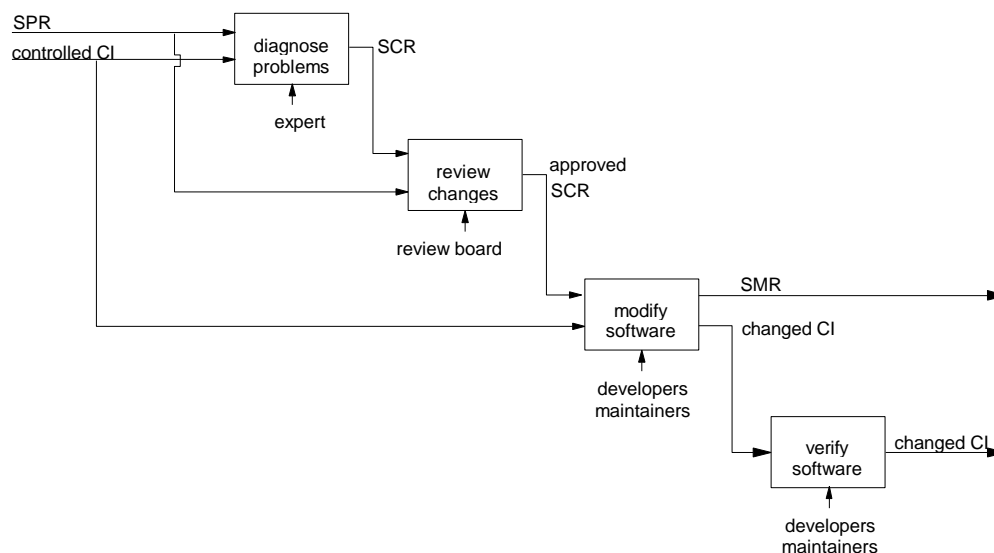 SPR
controlled CI
diagnose
problems
SCR
expert
review
changes
approved
SCR
review board
modify
software
SMR
changed CI
developers
maintainers
verify
software
changed CI
developers
maintainers